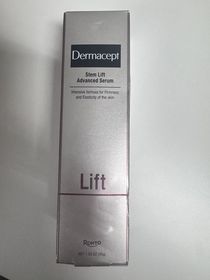 Dermacept
Stem Lift
Advanced Serum
Intensive formula for Firmness
and Elasticity of the skin
Lift
ROHTO